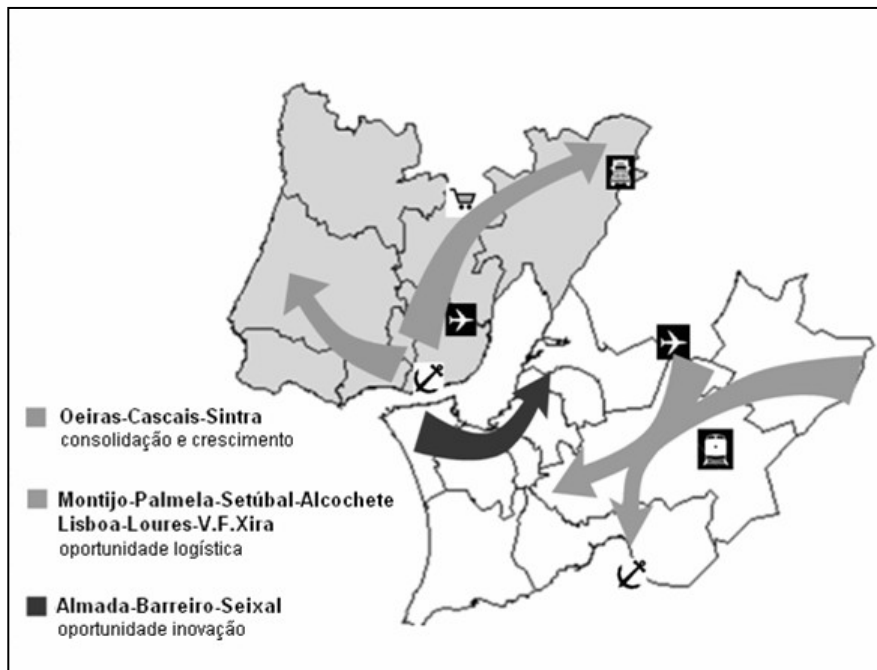 Oeiras-Cascais-Sintra
consolidação e crescimento
Montijo-Palmela-Setúbal-Alcochete
Lisboa-Loures-V.F.Xira
oportunidade logística
Almada-Barreiro-Seixal
oportunidade inovação